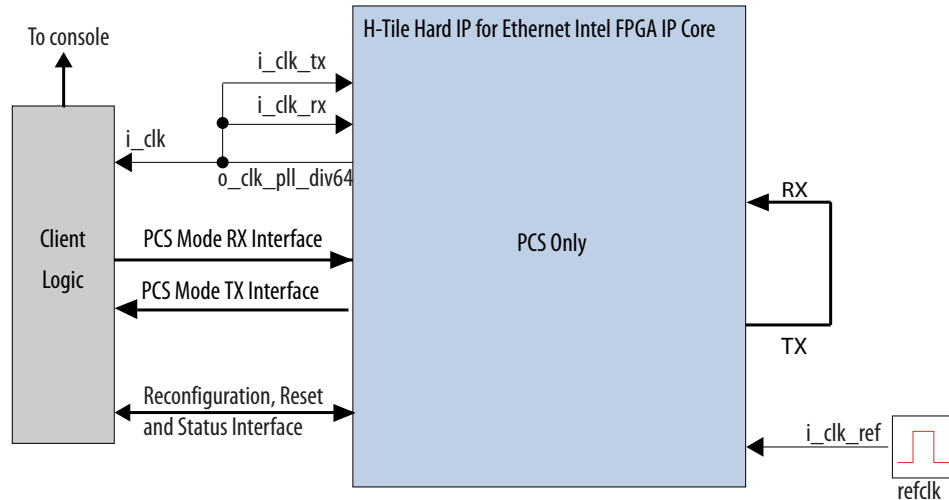 H-Tile Hard IP for Ethernet Intel FPGA IP Core
To console
i_clk_tx
i_clk_rx
i_clk
o_clk_pll_div64
RX
Client
Logic
PCS Mode RX Interface
PCS Only
PCS Mode TX Interface
TX
Reconfiguration, Reset
and Status Interface
i_clk_ref
refclk